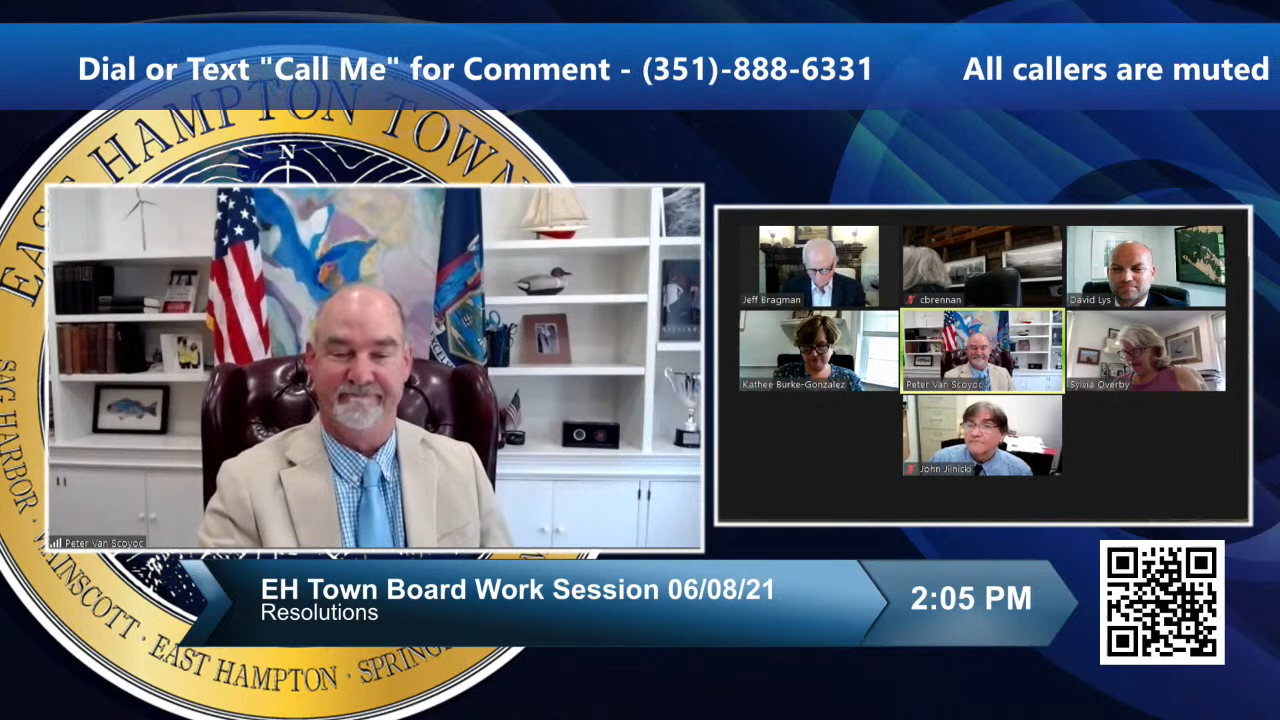 Dial or Text "Call Me" for Comment - (351)-888-6331 All callers are muted
EAST HAMPTON TOWN
N
Jeff Bragman
cbrennan
David Lys
Kathee Burke-Gonzalez
Peter Van Scoyoc
Sylvia Overby
John Jilnicki
Peter Van Scoyoc
SAG HARBOR · WAINSCOTT · EAST HAMPTON · SPRING
EH Town Board Work Session 06/08/21
Resolutions
2:05 PM